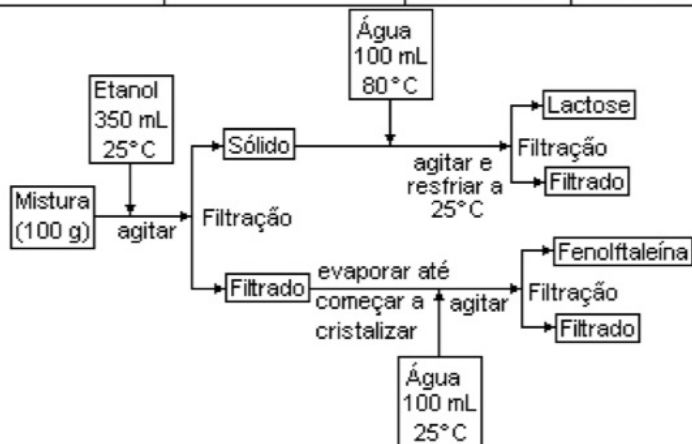 Água
100 mL
80°C
Etanol
350 mL
25°C
Lactose
Sólido
Filtração
agitar e
resfriar a
25°C
Filtrado
Mistura
(100 g)
agitar
Filtração
Fenolftaleína
Filtrado
evaporar até
começar a
cristalizar
agitar
Filtração
Filtrado
Água
100 mL
25°C